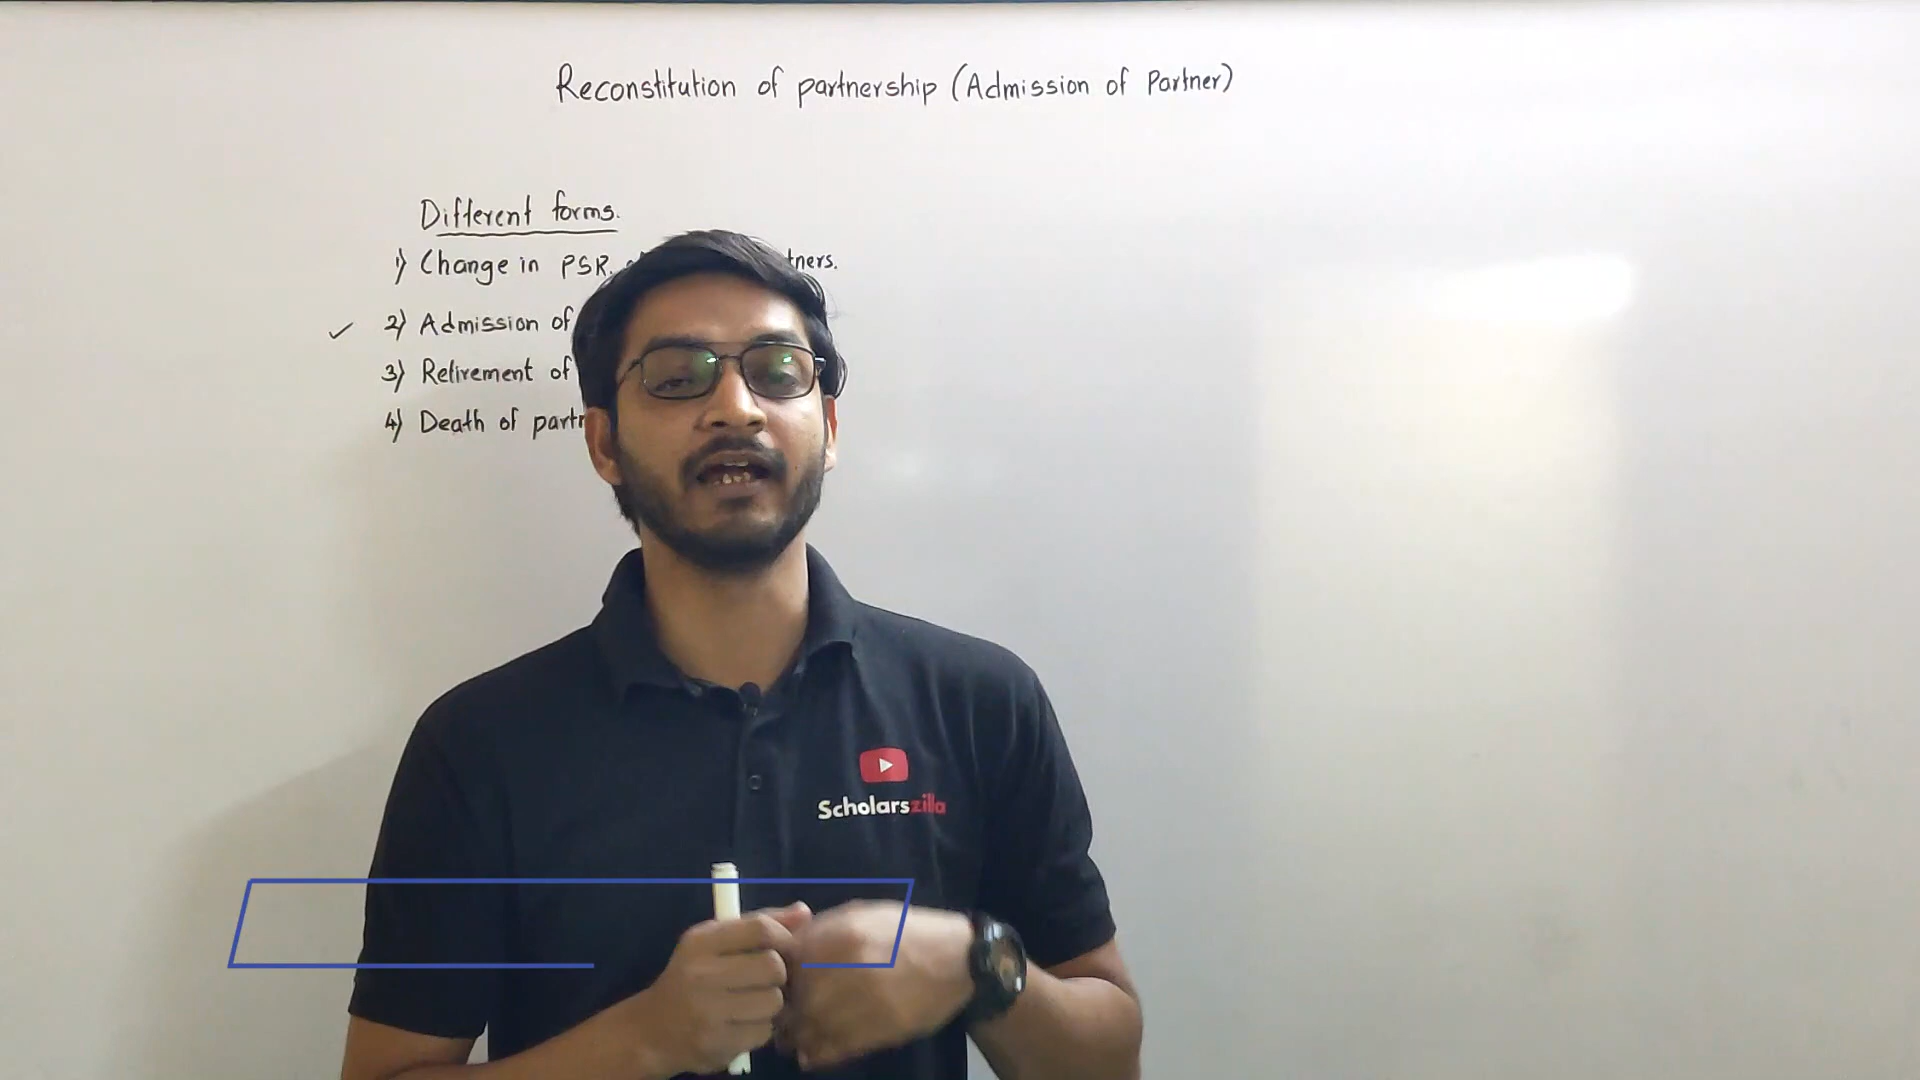 Reconstitution of partnership (Admission of Partner)
Different forms.
1) Change in PSR. tners.
2) Admission of
3) Retirement of
4) Death of partn
Scholarszilla